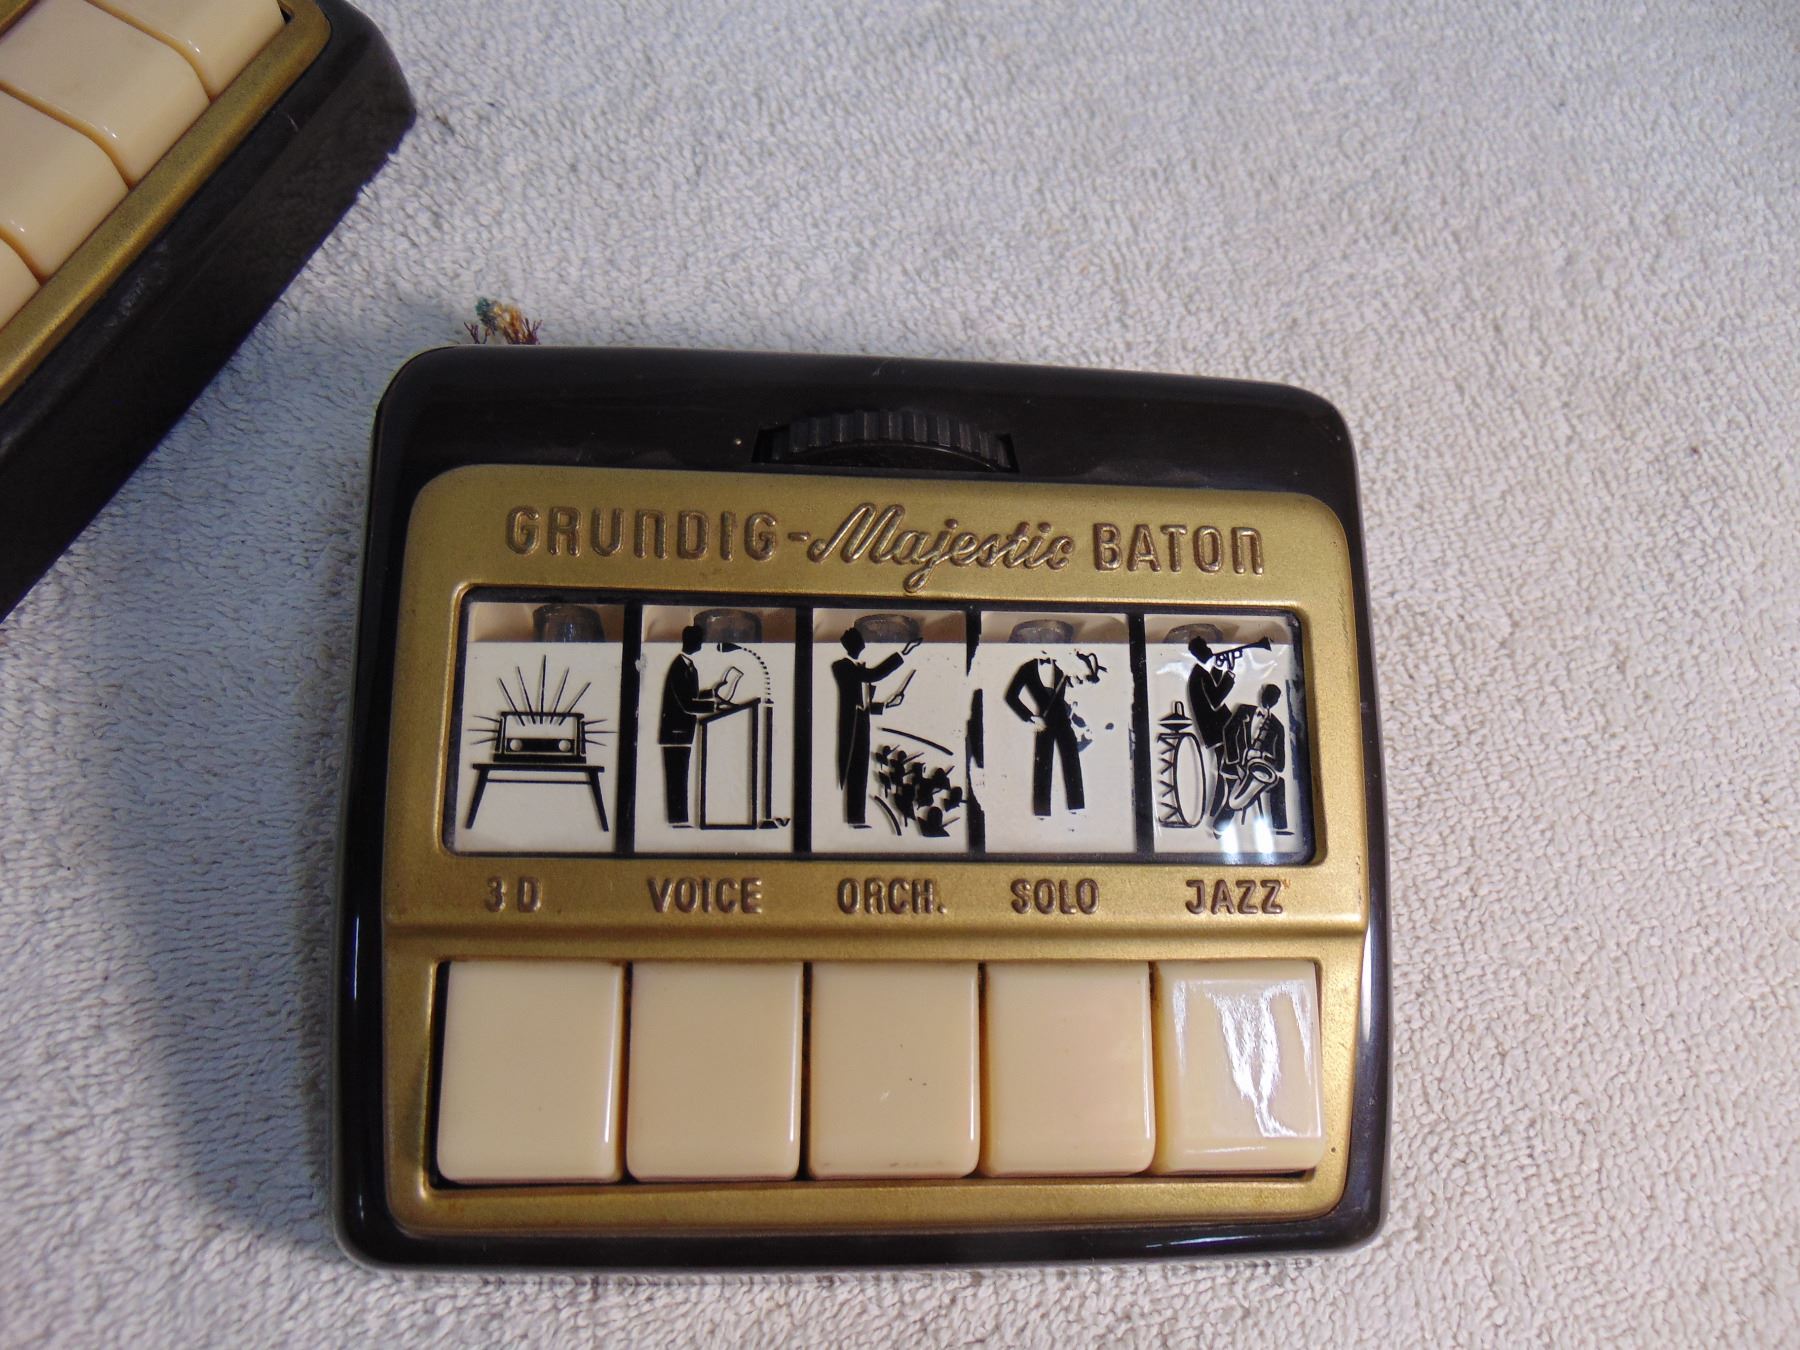 GRUNDIG-Majestic BATON
3D VOICE ORCH. SOLO JAZZ